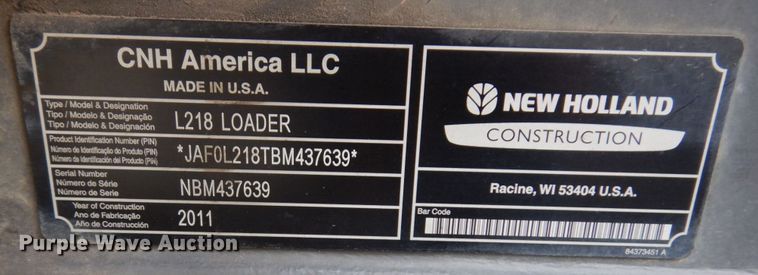 CNH America LLC
MADE IN U.S.A.
Type / Model & Designation
Tipo / Modelo & Designação
Tipo / Modelo & Designación
L218 LOADER
Product Identification Number (PIN)
Número de Identificação do Produto (PIN)
Número de Identificación del Producto (PIN)
*JAF0L218TBM437639*
Serial Number
Número de Série
Número de Serie
NBM437639
Year of Construction
Ano de Fabricação
Año de Construcción
2011
NEW HOLLAND
CONSTRUCTION
Racine, WI 53404 U.S.A.
Bar Code
84373451 A
Purple Wave Auction